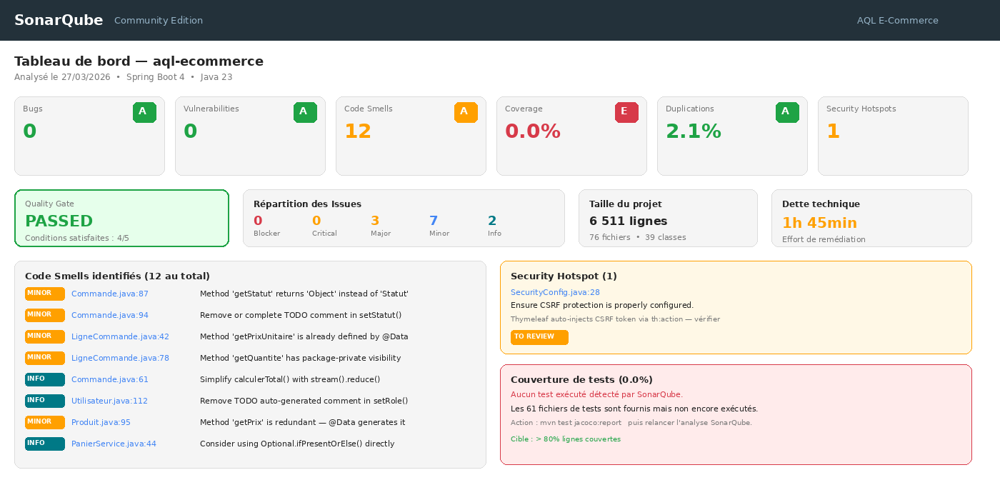 SonarQube Community Edition AQL E-Commerce
Tableau de bord — aql-ecommerce
Analysé le 27/03/2026 • Spring Boot 4 • Java 23
Bugs A
0
Vulnerabilities A
0
Code Smells A
12
Coverage E
0.0%
Duplications A
2.1%
Security Hotspots
1
Quality Gate
PASSED
Conditions satisfaites : 4/5
Répartition des Issues
0 0 3 7 2
Blocker Critical Major Minor Info
Taille du projet
6 511 lignes
76 fichiers • 39 classes
Dette technique
1h 45min
Effort de remédiation
Code Smells identifiés (12 au total)
MINOR Commande.java:87 Method 'getStatut' returns 'Object' instead of 'Statut'
MINOR Commande.java:94 Remove or complete TODO comment in setStatut()
MINOR LigneCommande.java:42 Method 'getPrixUnitaire' is already defined by @Data
MINOR LigneCommande.java:78 Method 'getQuantite' has package-private visibility
INFO Commande.java:61 Simplify calculerTotal() with stream().reduce()
INFO Utilisateur.java:112 Remove TODO auto-generated comment in setRole()
MINOR Produit.java:95 Method 'getPrix' is redundant — @Data generates it
INFO PanierService.java:44 Consider using Optional.ifPresentOrElse() directly
Security Hotspot (1)
SecurityConfig.java:28
Ensure CSRF protection is properly configured.
Thymeleaf auto-injects CSRF token via th:action — vérifier
TO REVIEW
Couverture de tests (0.0%)
Aucun test exécuté détecté par SonarQube.
Les 61 fichiers de tests sont fournis mais non encore exécutés.
Action : mvn test jacoco:report puis relancer l'analyse SonarQube.
Cible : > 80% lignes couvertes